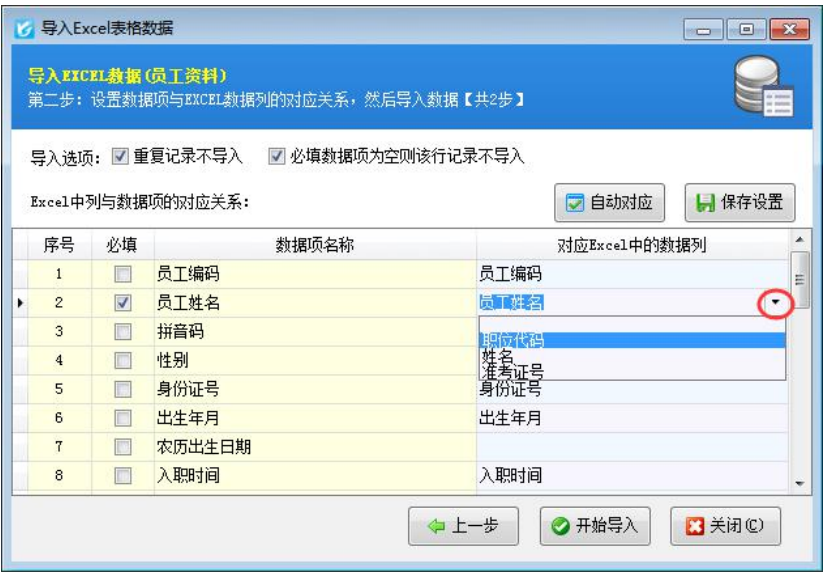 导入Excel表格数据
导入EXCEL数据(员工资料)
第二步：设置数据项与EXCEL数据列的对应关系，然后导入数据【共2步】
导入选项： 重复记录不导入 必填数据项为空则该行记录不导入
Excel中列与数据项的对应关系： 自动对应 保存设置
序号 必填 数据项名称 对应Excel中的数据列
1 员工编码 员工编码
2 员工姓名 员工姓名
3 拼音码 职位代码
姓名
4 性别 准考证号
5 身份证号 身份证号
6 出生年月 出生年月
7 农历出生日期
8 入职时间 入职时间
上一步 开始导入 关闭(C)